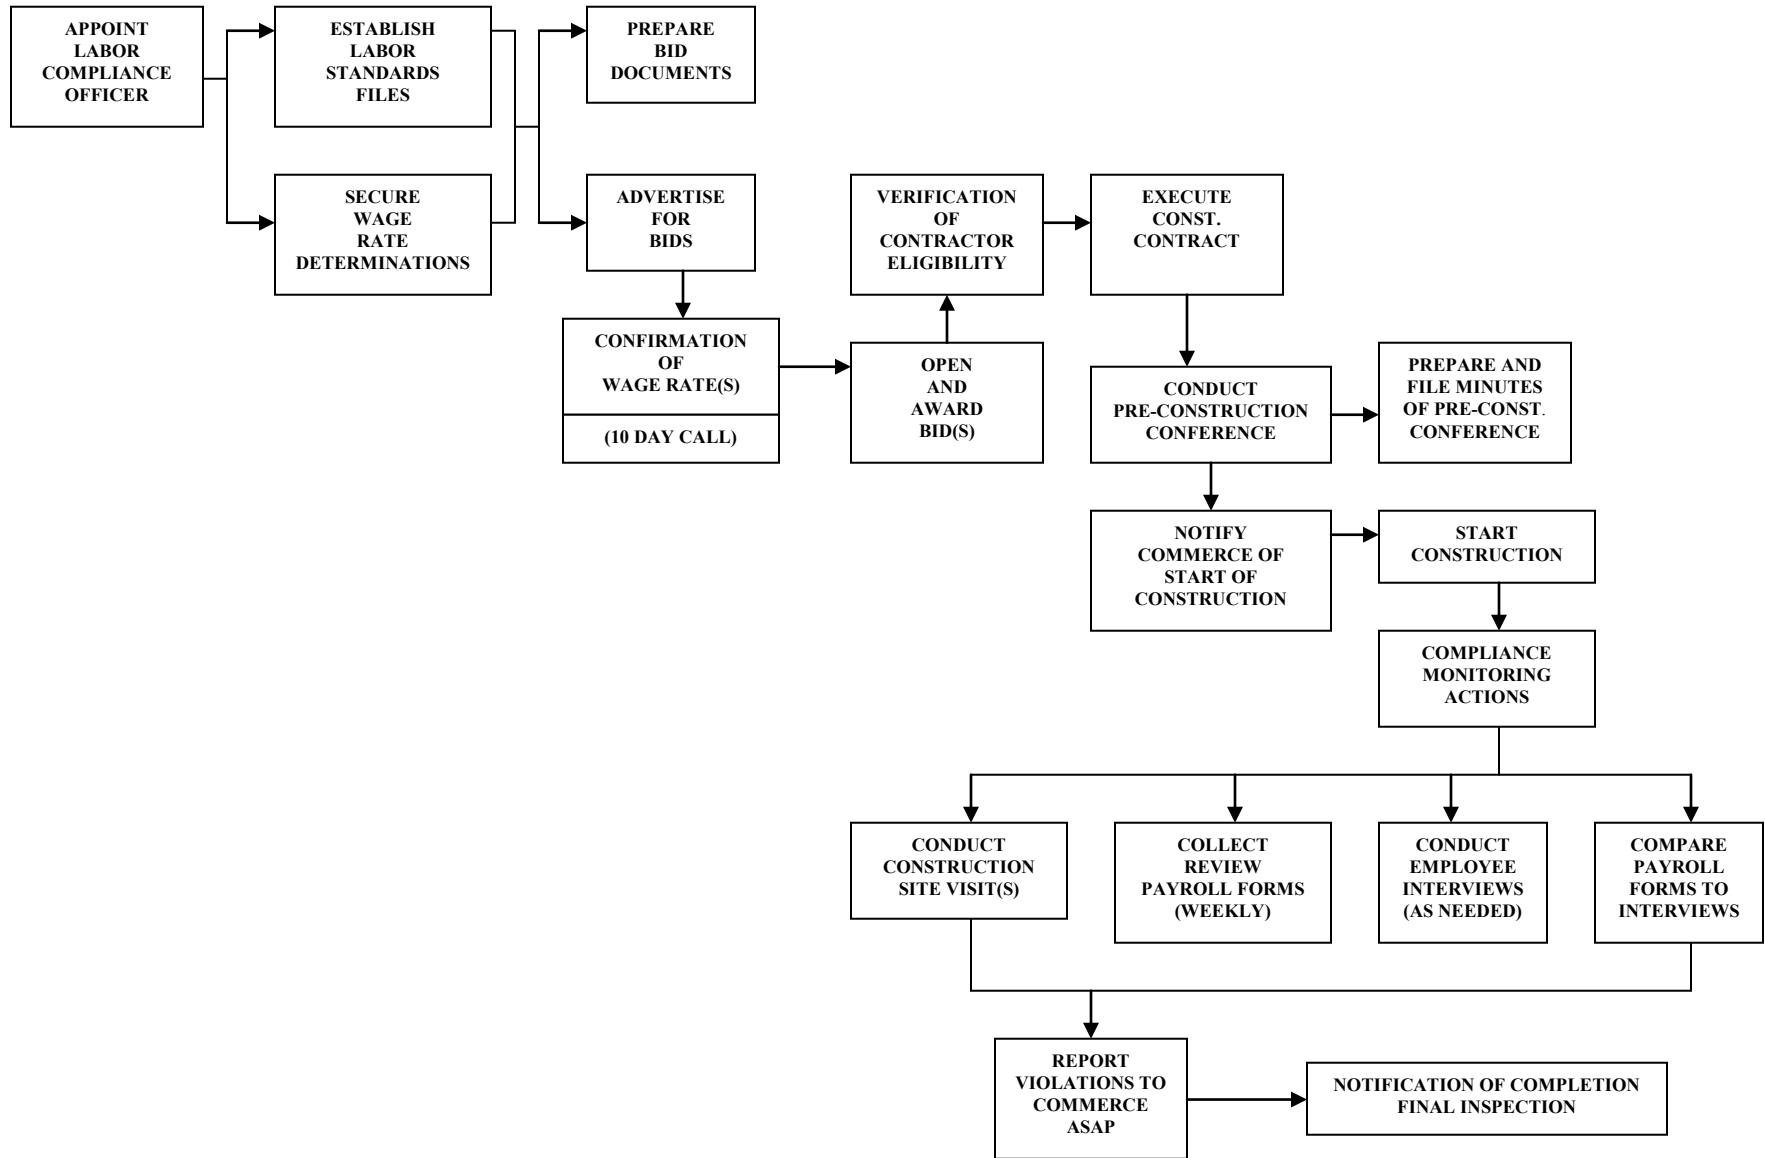 APPOINT
LABOR
COMPLIANCE
OFFICER
ESTABLISH
LABOR
STANDARDS
FILES
PREPARE
BID
DOCUMENTS
SECURE
WAGE
RATE
DETERMINATIONS
ADVERTISE
FOR
BIDS
VERIFICATION
OF
CONTRACTOR
ELIGIBILITY
EXECUTE
CONST.
CONTRACT
CONFIRMATION
OF
WAGE RATE(S)
(10 DAY CALL)
OPEN
AND
AWARD
BID(S)
CONDUCT
PRE-CONSTRUCTION
CONFERENCE
PREPARE AND
FILE MINUTES
OF PRE-CONST.
CONFERENCE
NOTIFY
COMMERCE OF
START OF
CONSTRUCTION
START
CONSTRUCTION
COMPLIANCE
MONITORING
ACTIONS
CONDUCT
CONSTRUCTION
SITE VISIT(S)
COLLECT
REVIEW
PAYROLL FORMS
(WEEKLY)
CONDUCT
EMPLOYEE
INTERVIEWS
(AS NEEDED)
COMPARE
PAYROLL
FORMS TO
INTERVIEWS
REPORT
VIOLATIONS TO
COMMERCE
ASAP
NOTIFICATION OF COMPLETION
FINAL INSPECTION